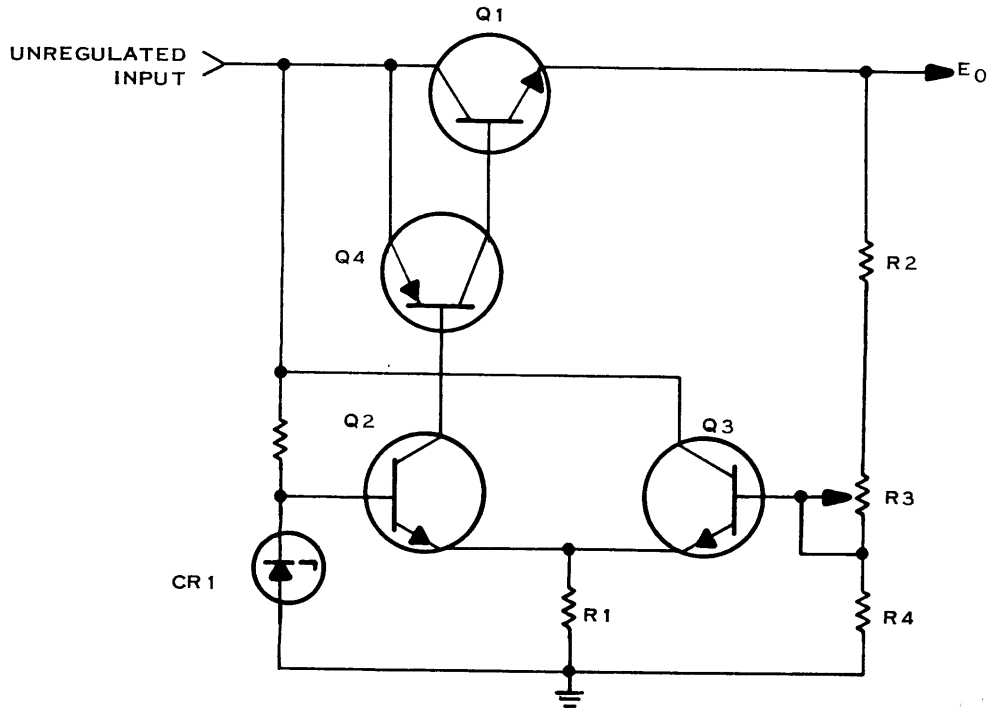 Q1
UNREGULATED
INPUT
E0
Q4
R2
Q2
Q3
R3
CR1
R1
R4